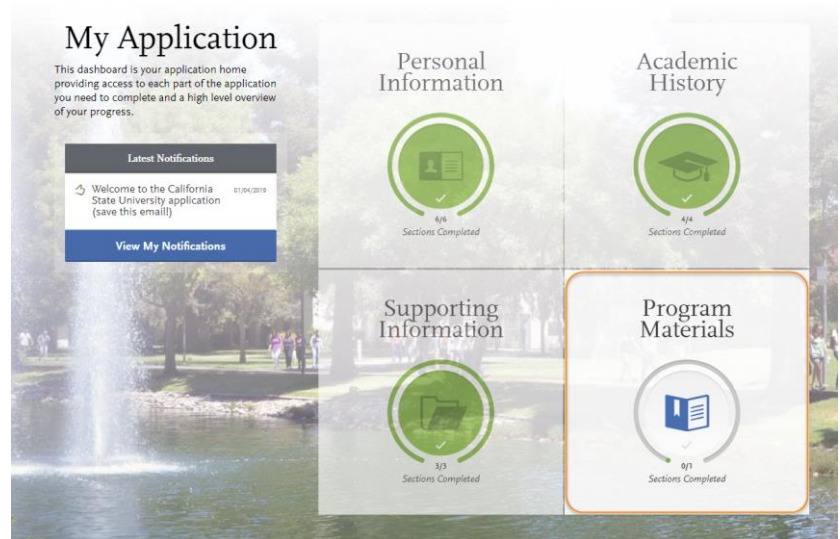 My Application
This dashboard is your application home
providing access to each part of the application
you need to complete and a high level overview
of your progress.
Latest Notifications
Welcome to the California
State University application
(save this email!)
01/04/2019
View My Notifications
Personal
Information
6/6
Sections Completed
Academic
History
4/4
Sections Completed
Supporting
Information
3/3
Sections Completed
Program
Materials
0/1
Sections Completed